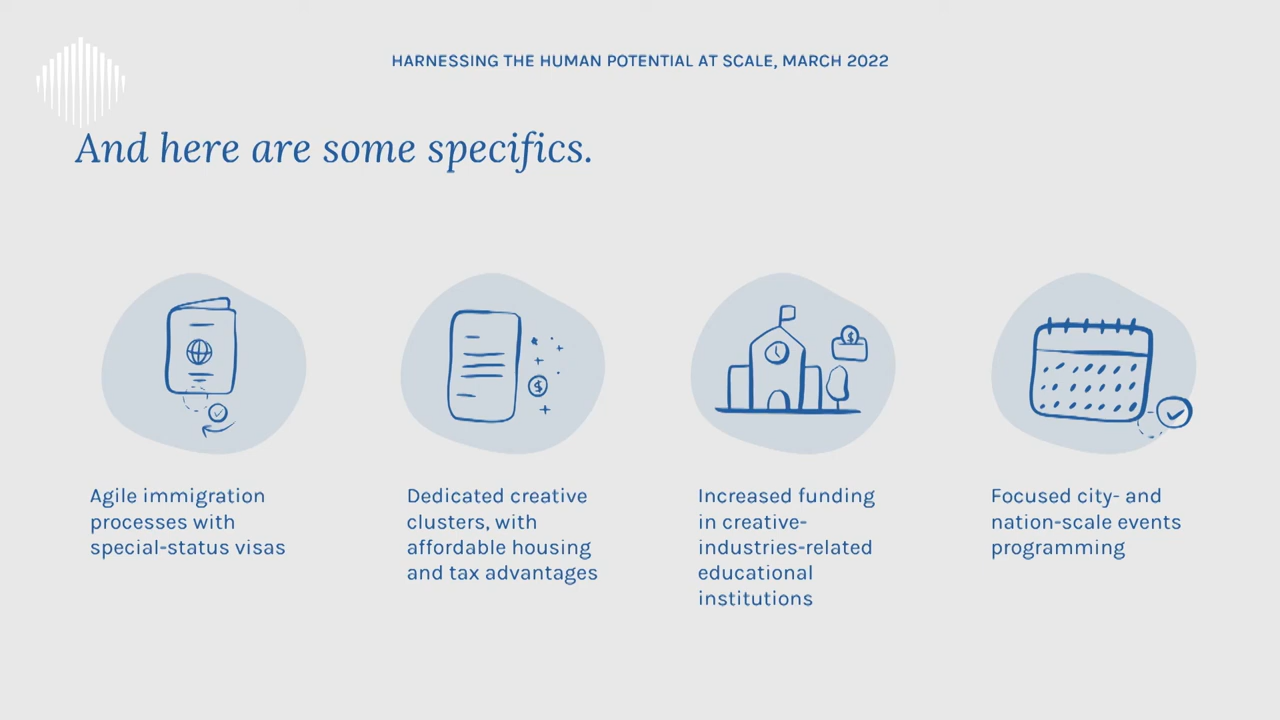 HARNESSING THE HUMAN POTENTIAL AT SCALE, MARCH 2022
And here are some specifics.
Agile immigration
processes with
special-status visas
Dedicated creative
clusters, with
affordable housing
and tax advantages
Increased funding
in creative-
industries-related
educational
institutions
Focused city- and
nation-scale events
programming